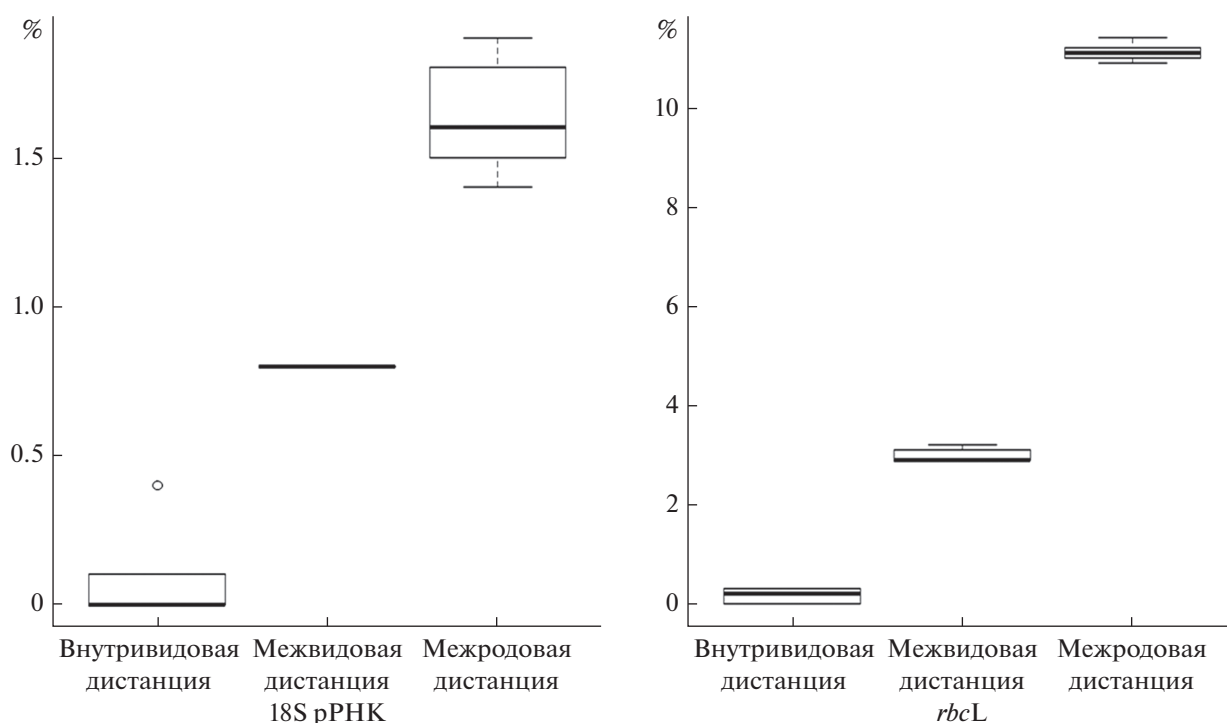 %
1.5
1.0
0.5
0
Внутривидовая Межвидовая Межродовая
дистанция дистанция дистанция
18S рРНК
%
10
8
6
4
2
0
Внутривидовая Межвидовая Межродовая
дистанция дистанция дистанция
rbcL